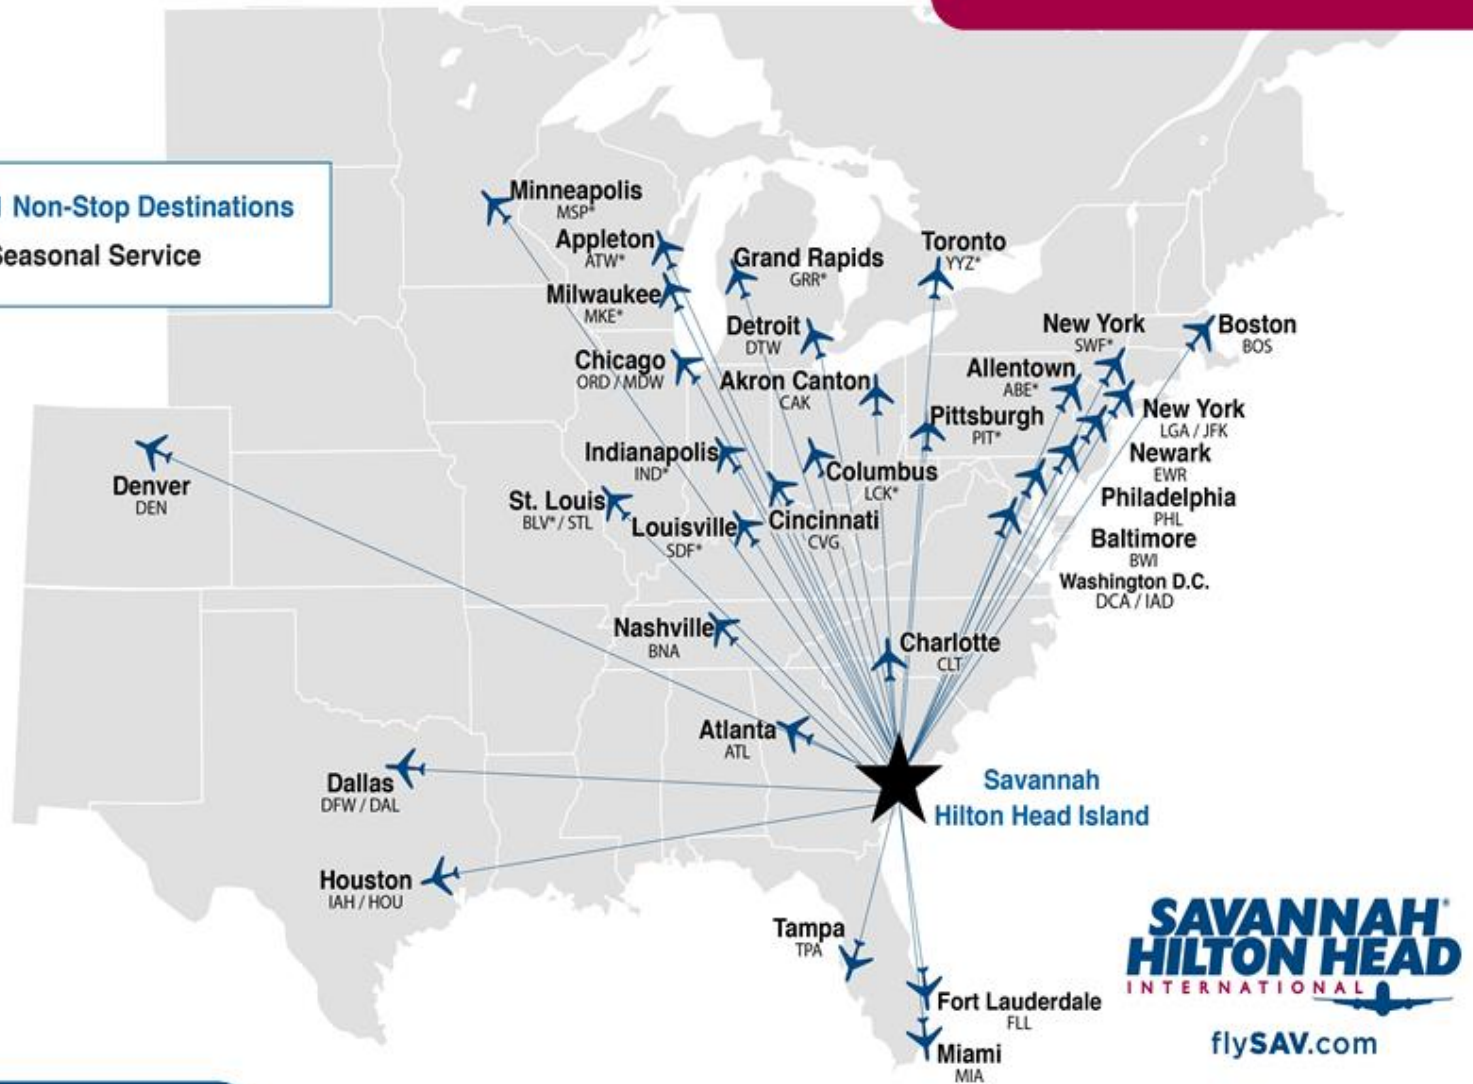 Non-Stop Destinations
Seasonal Service
Minneapolis
MSP*
Appleton
ATW*
Milwaukee
MKE*
Chicago
ORD / MDW
Grand Rapids
GRR*
Detroit
DTW
Akron Canton
CAK
Toronto
YYZ*
New York
SWF*
Allentown
ABE*
Pittsburgh
PIT*
Boston
BOS
New York
LGA / JFK
Newark
EWR
Philadelphia
PHL
Baltimore
BWI
Washington D.C.
DCA / IAD
Denver
DEN
Indianapolis
IND*
St. Louis
BLV* / STL
Louisville
SDF*
Columbus
LCK*
Cincinnati
CVG
Nashville
BNA
Charlotte
CLT
Atlanta
ATL
Dallas
DFW / DAL
Houston
IAH / HOU
Savannah
Hilton Head Island
Tampa
TPA
Fort Lauderdale
FLL
Miami
MIA
SAVANNAH®
HILTON HEAD
INTERNATIONAL
flySAV.com